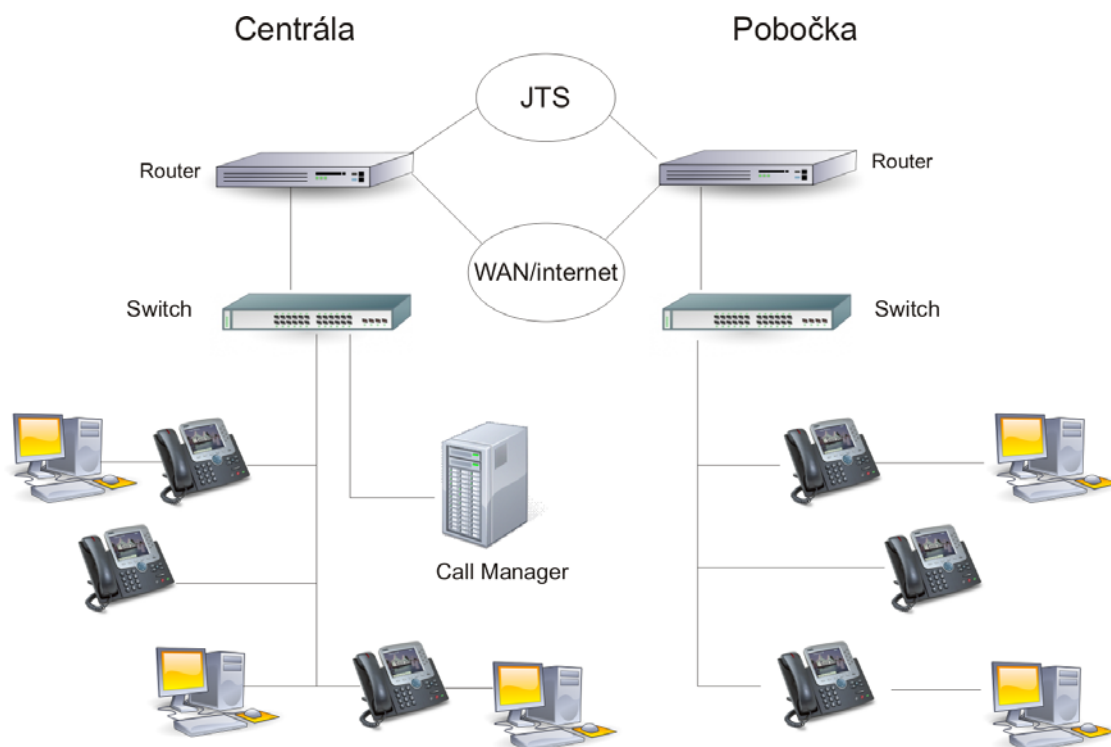 Centrála
Pobočka
JTS
Router
Router
WAN/internet
Switch
Switch
Call Manager